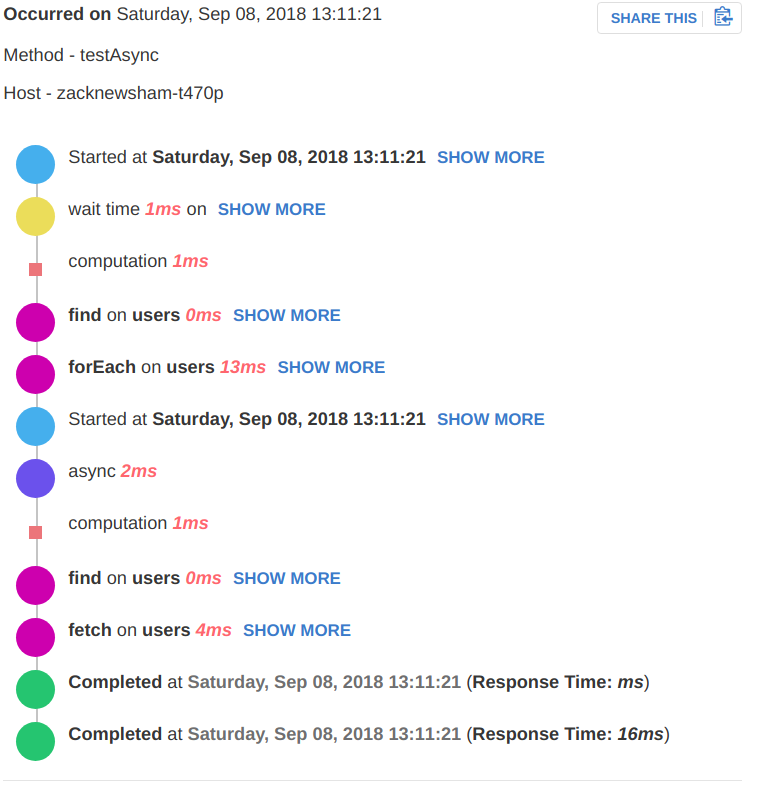 Occurred on Saturday, Sep 08, 2018 13:11:21
SHARE THIS
Method - testAsync
Host - zacknewsham-t470p
Started at Saturday, Sep 08, 2018 13:11:21 SHOW MORE
wait time 1ms on SHOW MORE
computation 1ms
find on users 0ms SHOW MORE
forEach on users 13ms SHOW MORE
Started at Saturday, Sep 08, 2018 13:11:21 SHOW MORE
async 2ms
computation 1ms
find on users 0ms SHOW MORE
fetch on users 4ms SHOW MORE
Completed at Saturday, Sep 08, 2018 13:11:21 (Response Time: ms)
Completed at Saturday, Sep 08, 2018 13:11:21 (Response Time: 16ms)